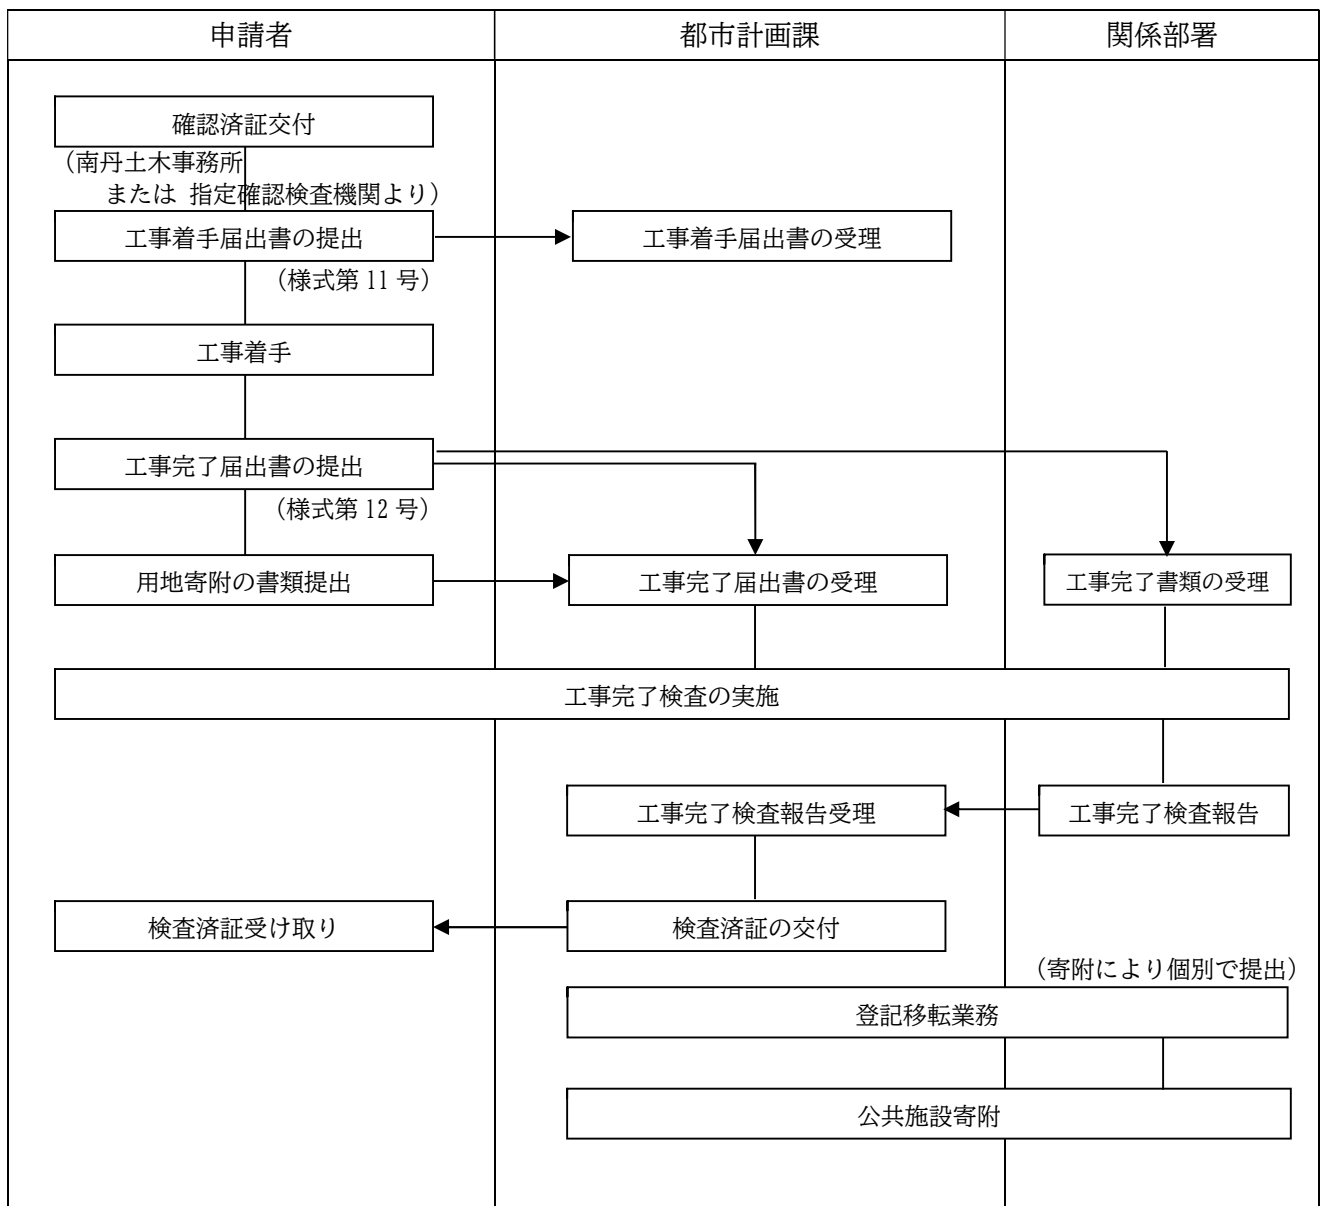 申請者
都市計画課
関係部署
確認済証交付
（南丹土木事務所
または 指定確認検査機関より）
工事着手届出書の提出
工事着手届出書の受理
（様式第 11 号）
工事着手
工事完了届出書の提出
（様式第 12 号）
用地寄附の書類提出
工事完了届出書の受理
工事完了書類の受理
工事完了検査の実施
工事完了検査報告受理
工事完了検査報告
検査済証受け取り
検査済証の交付
（寄附により個別で提出）
登記移転業務
公共施設寄附